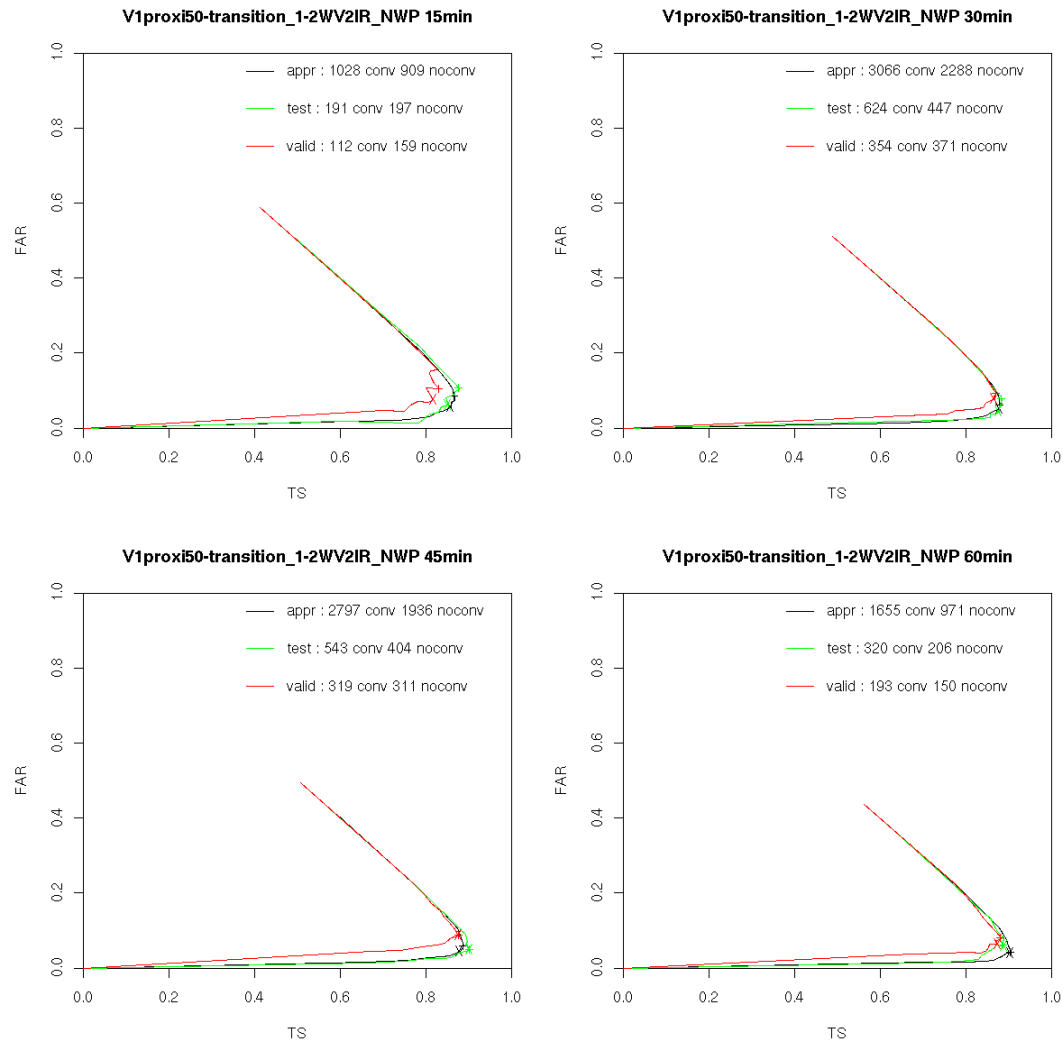 V1proxi50-transition_1-2WV2IR_NWP 15min
1.0
appr : 1028 conv 909 noconv
test : 191 conv 197 noconv
0.8
valid : 112 conv 159 noconv
0.6
FAR
0.4
0.2
0.0
0.0 0.2 0.4 0.6 0.8 1.0
TS
V1proxi50-transition_1-2WV2IR_NWP 30min
1.0
appr : 3066 conv 2288 noconv
test : 624 conv 447 noconv
0.8
valid : 354 conv 371 noconv
0.6
FAR
0.4
0.2
0.0
0.0 0.2 0.4 0.6 0.8 1.0
TS
V1proxi50-transition_1-2WV2IR_NWP 45min
1.0
appr : 2797 conv 1936 noconv
test : 543 conv 404 noconv
0.8
valid : 319 conv 311 noconv
0.6
FAR
0.4
0.2
0.0
0.0 0.2 0.4 0.6 0.8 1.0
TS
V1proxi50-transition_1-2WV2IR_NWP 60min
1.0
appr : 1655 conv 971 noconv
test : 320 conv 206 noconv
0.8
valid : 193 conv 150 noconv
0.6
FAR
0.4
0.2
0.0
0.0 0.2 0.4 0.6 0.8 1.0
TS